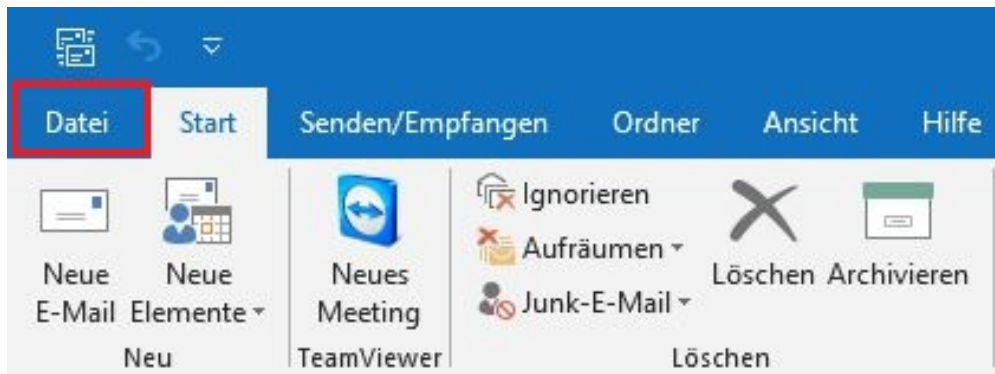 Datei Start Senden/Empfangen Ordner Ansicht Hilfe
Neue
E-Mail
Neue
Elemente
Neues
Meeting
Ignorieren
Aufräumen
Junk-E-Mail
Löschen
Archivieren
Neu
TeamViewer
Löschen